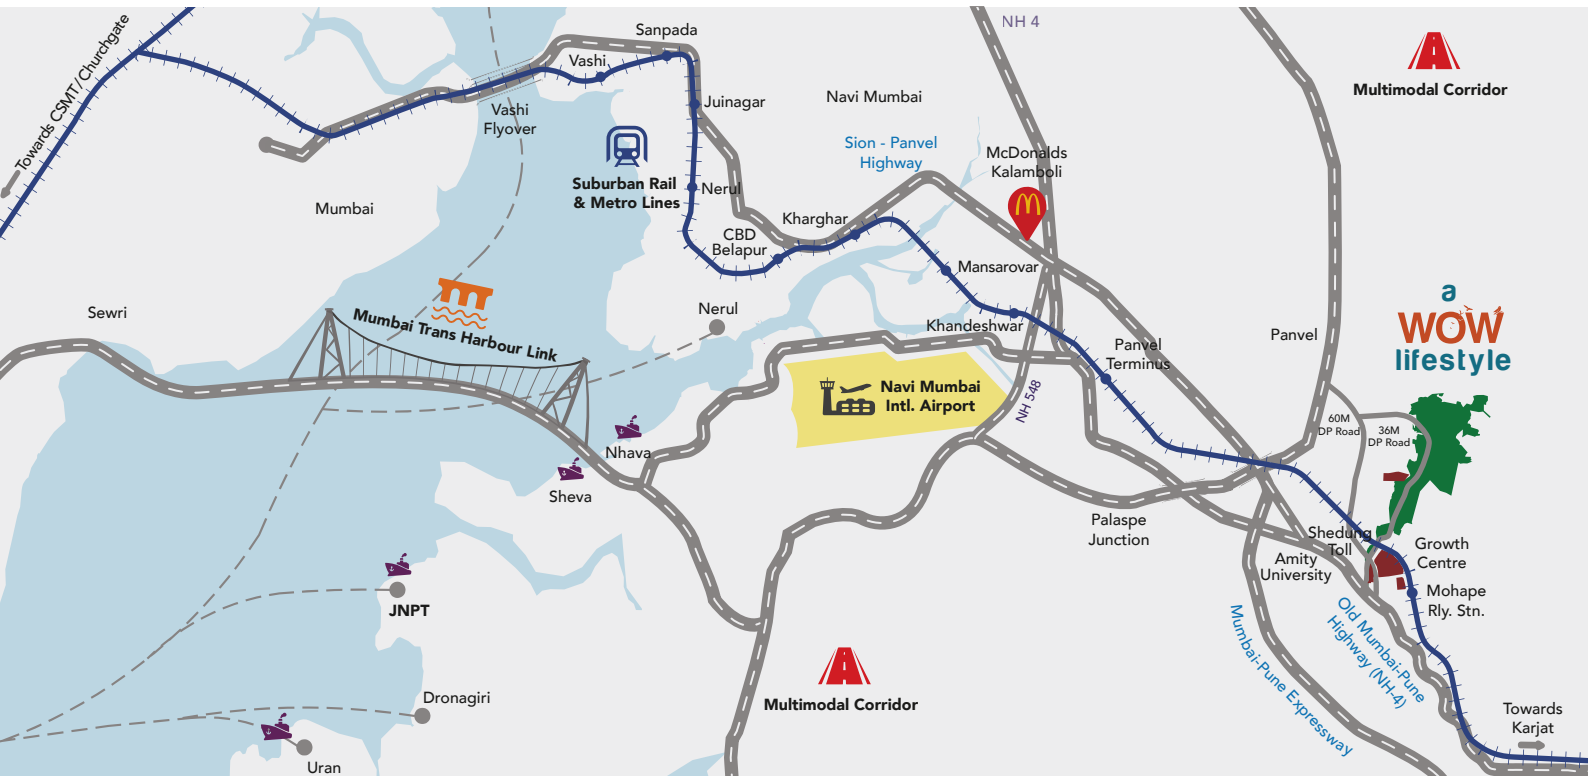 NH 4
Towards CSMT/Churchgate
Sanpada
Vashi
Multimodal Corridor
Juinagar
Navi Mumbai
Vashi
Flyover
Sion - Panvel
Highway
McDonalds
Kalamboli
Suburban Rail
& Metro Lines
Nerul
Mumbai
Kharghar
CBD
Belapur
Mansarovar
a
WOW
lifestyle
Sewri
Mumbai Trans Harbour Link
Nerul
Khandeshwar
Panvel
Panvel
Terminus
Navi Mumbai
Intl. Airport
NH 548
60M
DP Road
36M
DP Road
Nhava
Sheva
Palaspe
Junction
Shedung
Toll
Growth
Centre
Amity
University
Mohape
Rly. Stn.
JNPT
Mumbai-Pune Expressway
Old Mumbai-Pune
Highway (NH-4)
Dronagiri
Multimodal Corridor
Towards
Karjat
Uran